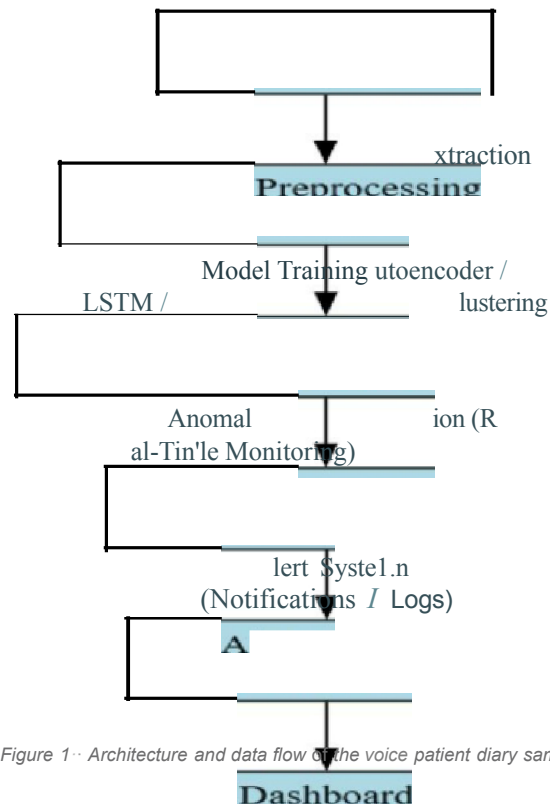 xtraction
Preprocessing
Model Training utoencoder /
LSTM / lustering
Anomal ion (R
al-Tin'le Monitoring)
lert Syste1.n
(Notifications I Logs)
A
Figure 1·· Architecture and data flow of the voice patient diary san
Dashboard